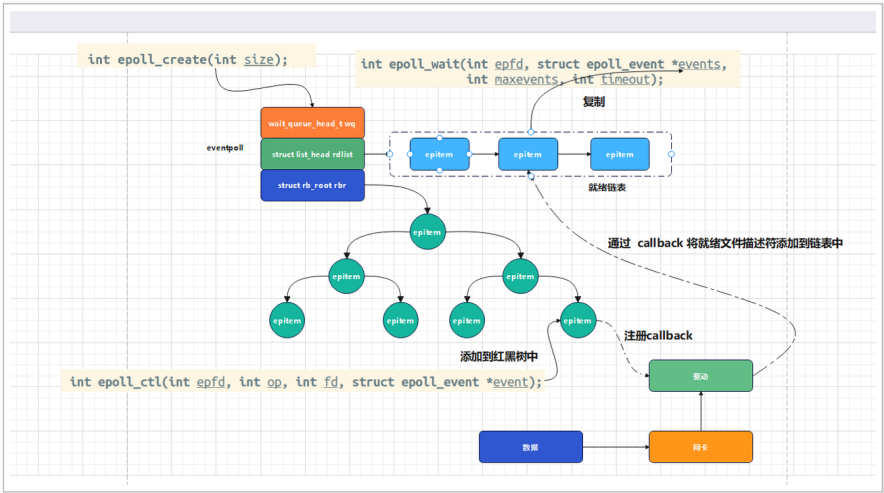 int epoll_create(int size);
int epoll_wait(int epfd, struct epoll_event *events,
int maxevents, int timeout);
复制
wait_queue_head_t wq
eventpoll
struct list_head rdlist
epitem
epitem
epitem
struct rb_root rbr
就绪链表
epitem
通过 callback 将就绪文件描述符添加到链表中
epitem
epitem
epitem
epitem
epitem
epitem
注册callback
添加到红黑树中
int epoll_ctl(int epfd, int op, int fd, struct epoll_event *event);
驱动
数据
网卡